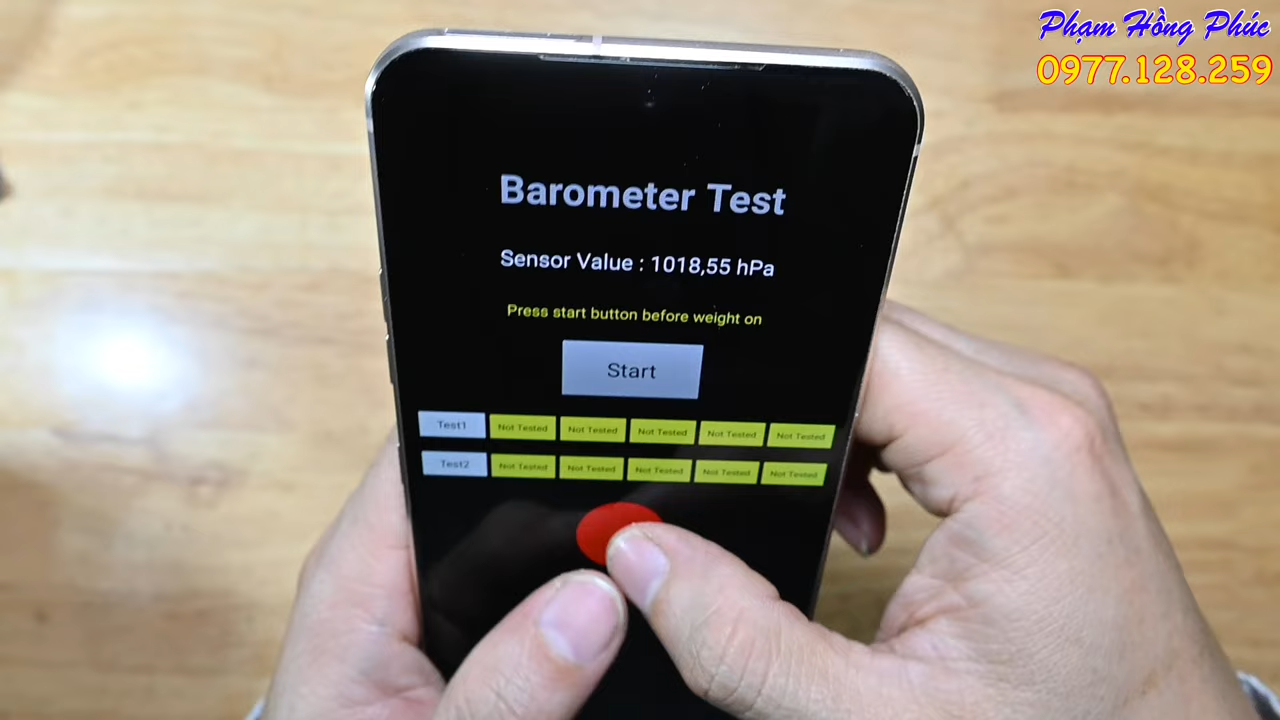 Phạm Hồng Phúc
0977.128.259
Barometer Test
Sensor Value : 1018,55 hPa
Press start button before weight on
Start
Test1 Not Tested Not Tested Not Tested Not Tested Not Tested
Test2 Not Tested Not Tested Not Tested Not Tested Not Tested